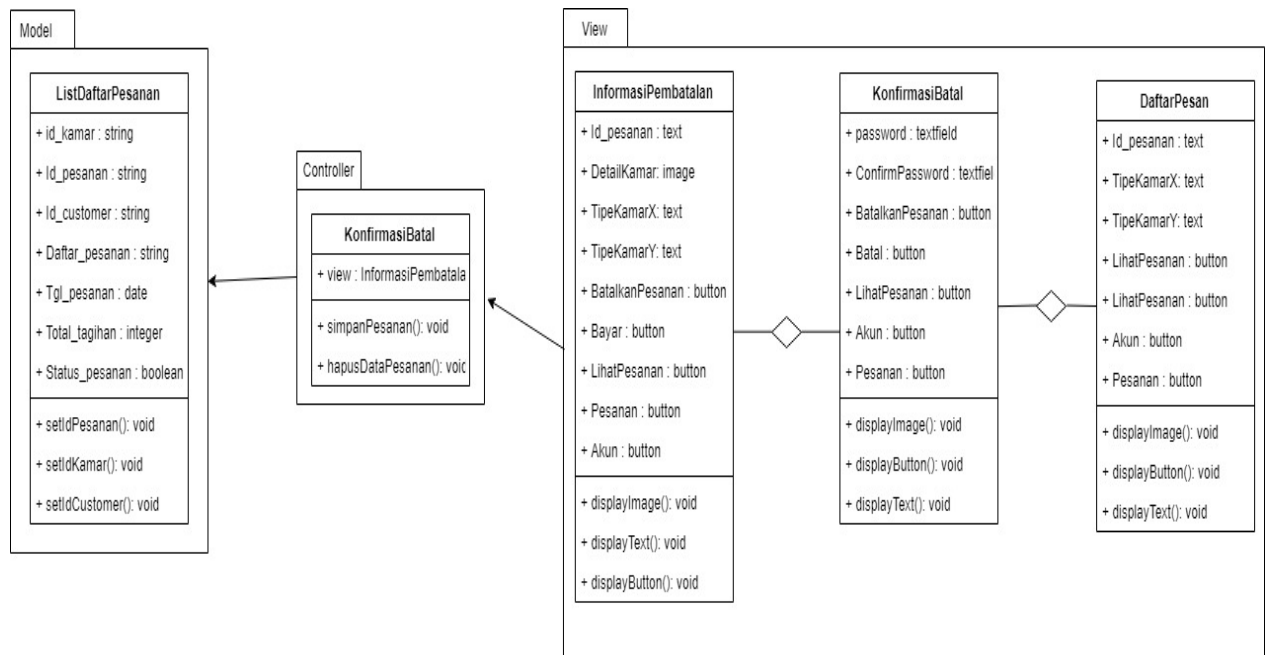 Model
ListDaftarPesanan
+ id_kamar : string
+ Id_pesanan : string
+ Id_customer : string
+ Daftar_pesanan : string
+ Tgl_pesanan : date
+ Total_tagihan : integer
+ Status_pesanan : boolean
+ setIdPesanan(): void
+ setIdKamar(): void
+ setIdCustomer(): void
Controller
KonfirmasiBatal
+ view : InformasiPembatala
+ simpanPesanan(): void
+ hapusDataPesanan(): void
View
InformasiPembatalan
+ Id_pesanan : text
+ DetailKamar: image
+ TipeKamarX: text
+ TipeKamarY: text
+ BatalkanPesanan : button
+ Bayar : button
+ LihatPesanan : button
+ Pesanan : button
+ Akun : button
+ displayImage(): void
+ displayText(): void
+ displayButton(): void
KonfirmasiBatal
+ password : textfield
+ ConfirmPassword : textfiel
+ BatalkanPesanan : button
+ Batal : button
+ LihatPesanan : button
+ Akun : button
+ Pesanan : button
+ displayImage(): void
+ displayButton(): void
+ displayText(): void
DaftarPesan
+ Id_pesanan : text
+ TipeKamarX: text
+ TipeKamarY: text
+ LihatPesanan : button
+ LihatPesanan : button
+ Akun : button
+ Pesanan : button
+ displayImage(): void
+ displayButton(): void
+ displayText(): void